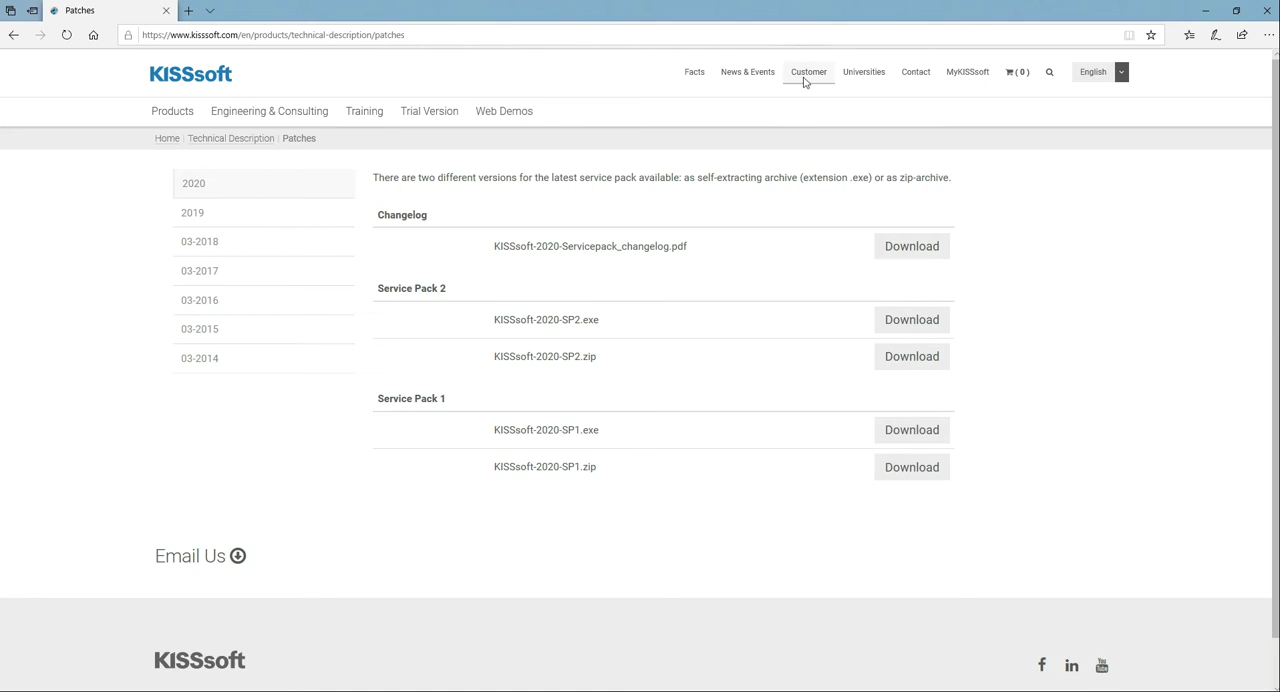 Patches
https://www.kisssoft.com/en/products/technical-description/patches
KISSsoft
Facts News & Events Customer Universities Contact MyKISSsoft ( 0 ) English
Products Engineering & Consulting Training Trial Version Web Demos
Home | Technical Description | Patches
2020
2019
03-2018
03-2017
03-2016
03-2015
03-2014
There are two different versions for the latest service pack available: as self-extracting archive (extension .exe) or as zip-archive.
Changelog
KISSsoft-2020-Servicepack_changelog.pdf Download
Service Pack 2
KISSsoft-2020-SP2.exe Download
KISSsoft-2020-SP2.zip Download
Service Pack 1
KISSsoft-2020-SP1.exe Download
KISSsoft-2020-SP1.zip Download
Email Us
KISSsoft
f in You Tube